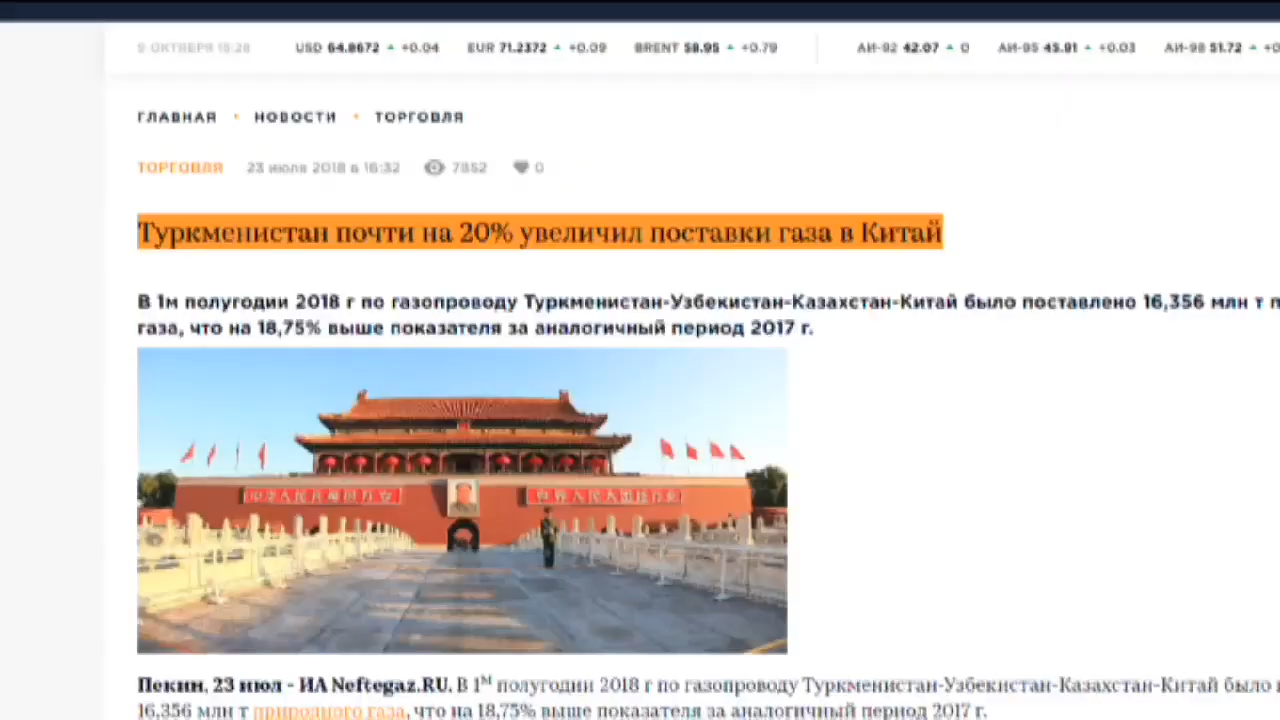 9 ОКТЯБРЯ 18:28 USD 64.8672 +0.04 EUR 71.2372 +0.09 BRENT 58.95 +0.79 АИ-92 42.07 0 АИ-95 45.91 +0.03 АИ-98 51.72
ГЛАВНАЯ • НОВОСТИ • ТОРГОВЛЯ
ТОРГОВЛЯ 23 июля 2018 в 16:32 7852 0
Туркменистан почти на 20% увеличил поставки газа в Китай
В 1м полугодии 2018 г по газопроводу Туркменистан-Узбекистан-Казахстан-Китай было поставлено 16,356 млн т
газа, что на 18,75% выше показателя за аналогичный период 2017 г.
Пекин, 23 июл - ИА Neftegaz.RU. В 1м полугодии 2018 г по газопроводу Туркменистан-Узбекистан-Казахстан-Китай было
16,356 млн т природного газа, что на 18,75% выше показателя за аналогичный период 2017 г.